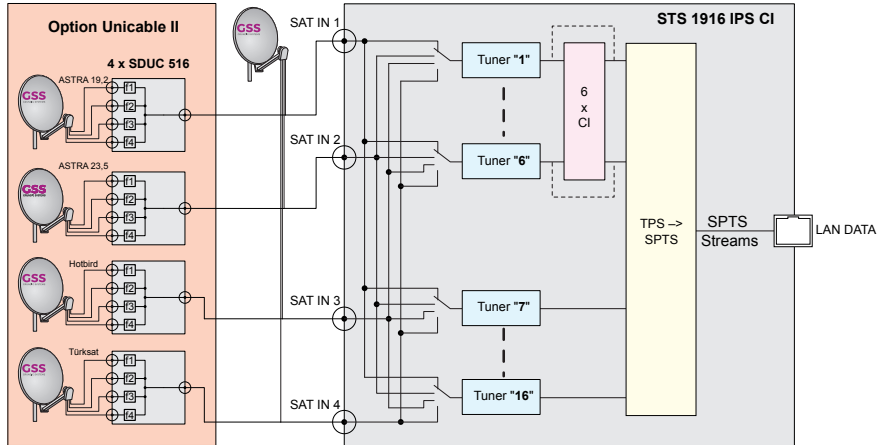 Option Unicable II
4 x SDUC 516
ASTRA 19,2
GSS
f1
f2
f3
f4
ASTRA 23,5
GSS
f1
f2
f3
f4
Hotbird
GSS
f1
f2
f3
f4
Türksat
GSS
f1
f2
f3
f4
GSS
SAT IN 1
SAT IN 2
SAT IN 3
SAT IN 4
STS 1916 IPS CI
Tuner "1"
Tuner "6"
Tuner "7"
Tuner "16"
6
x
CI
TPS –>
SPTS
SPTS
Streams
LAN DATA